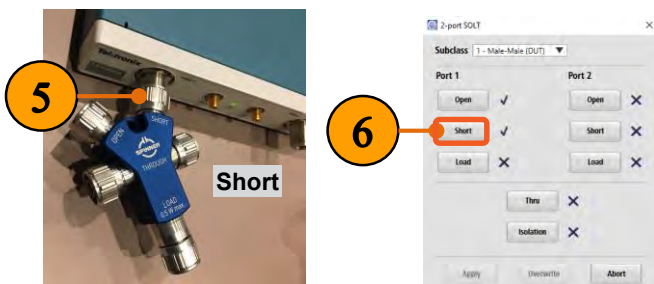 5
Tektronix
OPEN
SHORT
SPINNER
THROUGH
LOAD
0.5 W max.
Short
6
2-port SOLT
Subclass 1 - Male-Male (DUT)
Port 1 Port 2
Open Open
Short Short
Load Load
Thru
Isolation
Apply Overwrite Abort